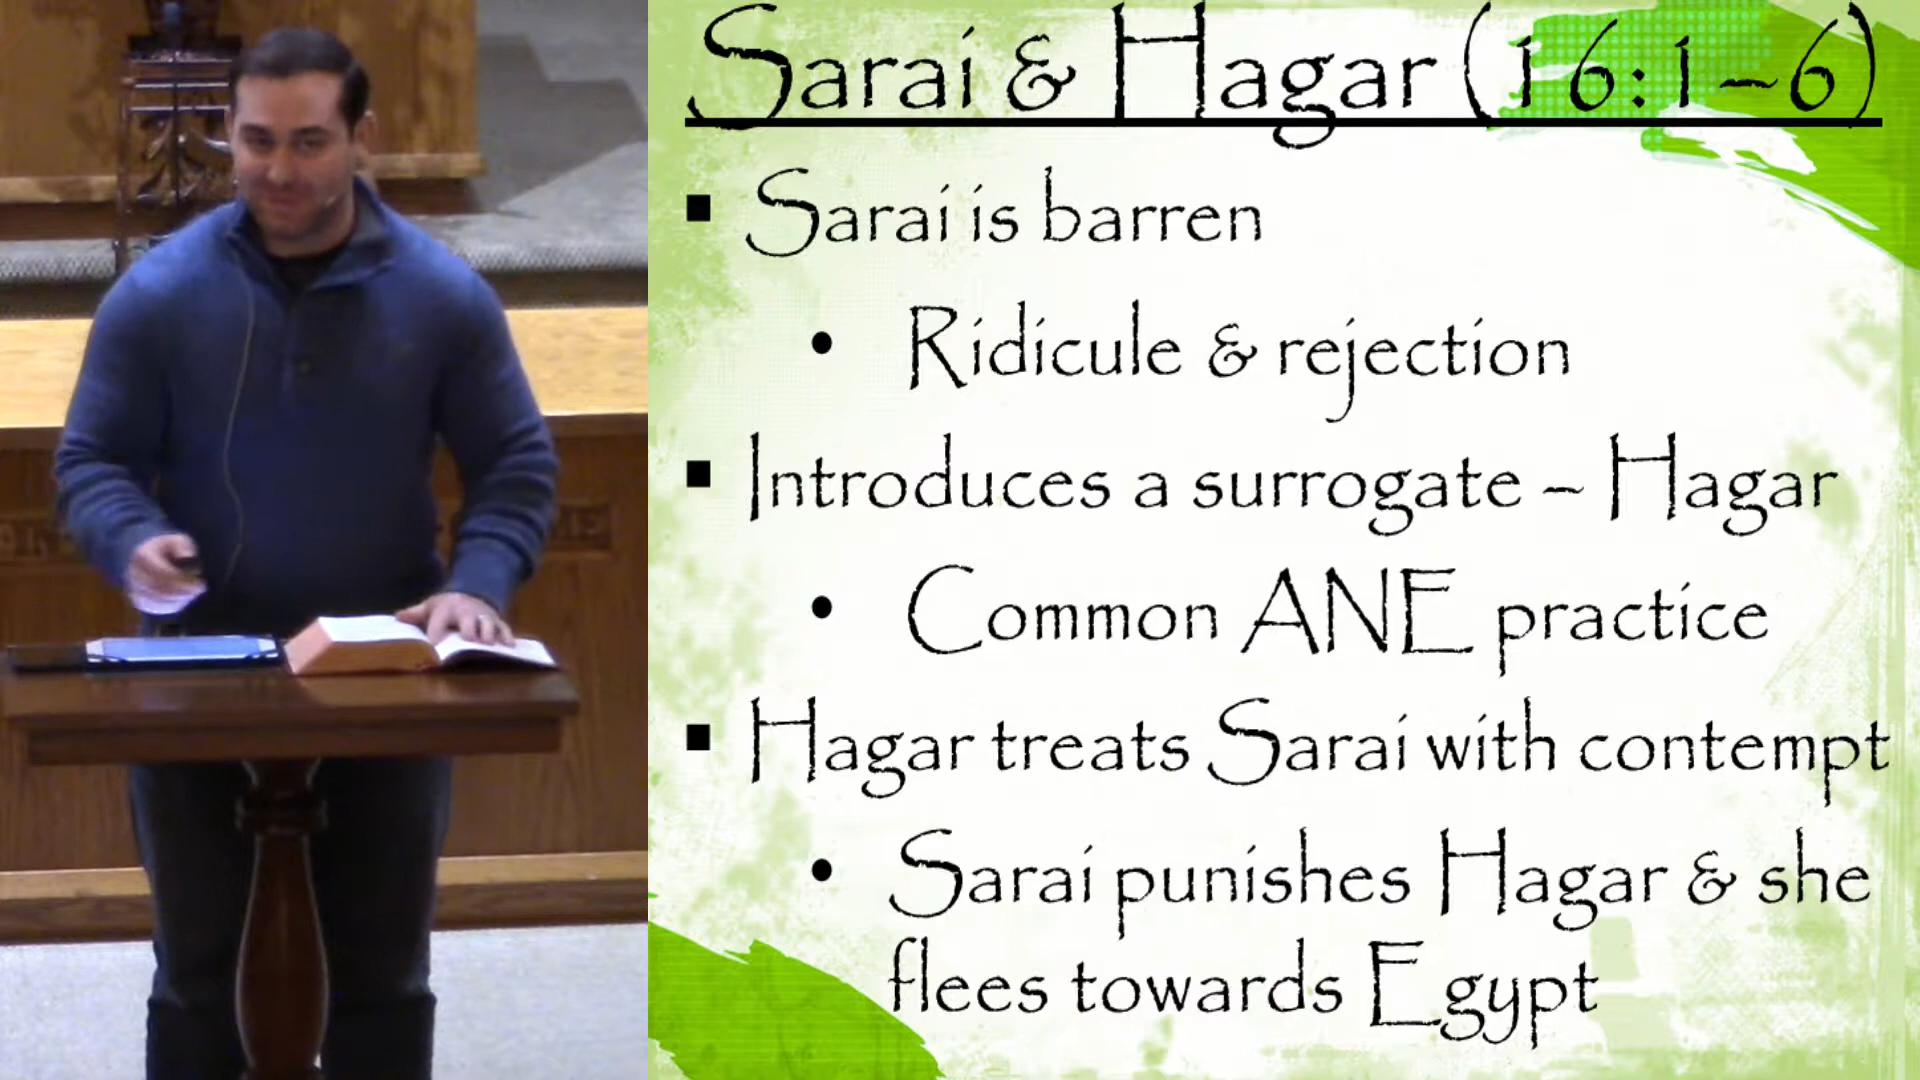 Sarai & Hagar (16:1–6)
▪ Sarai is barren
• Ridicule & rejection
▪ Introduces a surrogate – Hagar
• Common ANE practice
▪ Hagar treats Sarai with contempt
• Sarai punishes Hagar & she
flees towards Egypt